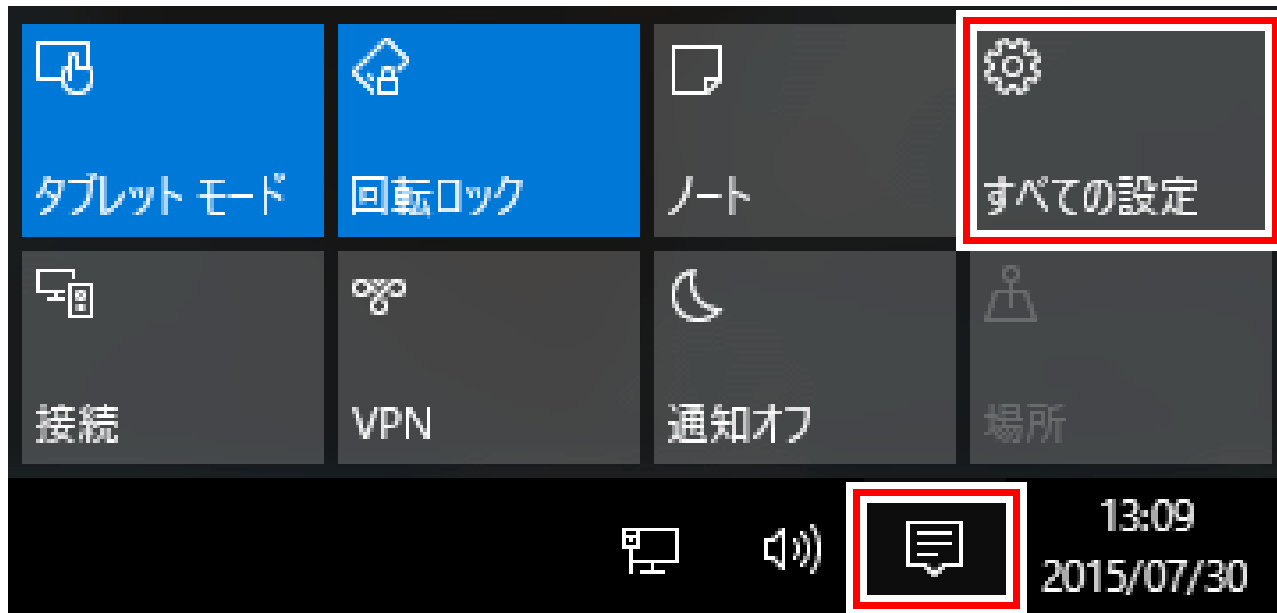 タブレット モード
回転ロック
ノート
すべての設定
接続
VPN
通知オフ
場所
13:09
2015/07/30